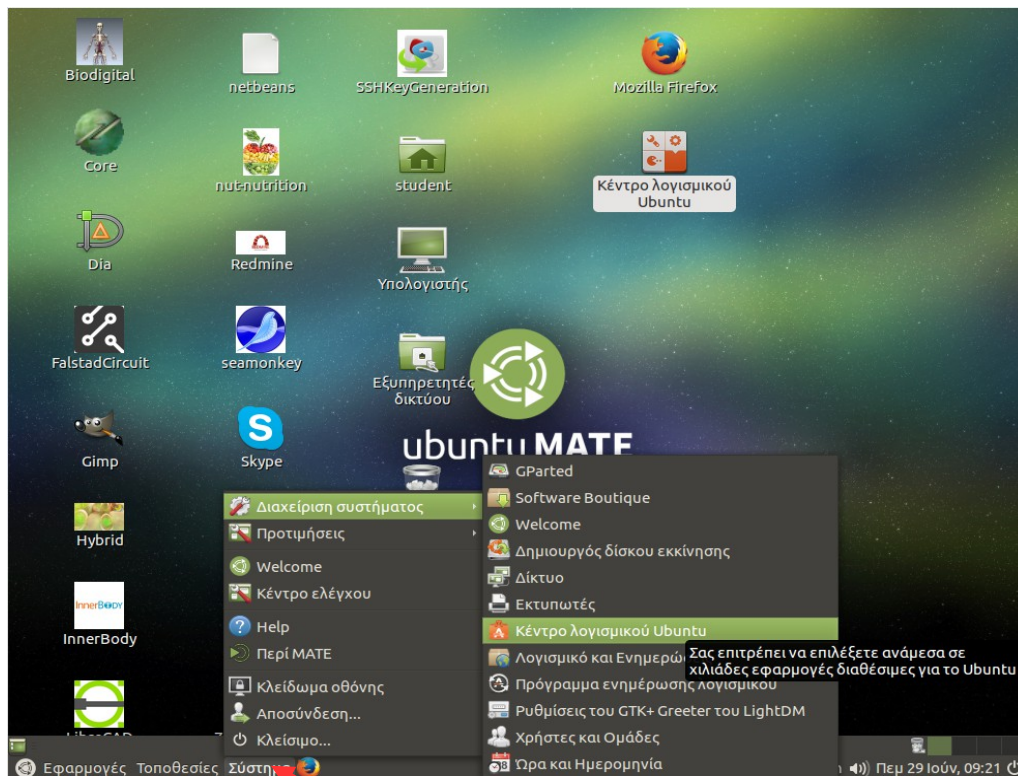 Biodigital
netbeans
SSHKeyGeneration
Mozilla Firefox
Core
nut-nutrition
student
Κέντρο λογισμικού
Ubuntu
Dia
Redmine
Υπολογιστής
FalstadCircuit
seamonkey
Εξυπηρετητές
δικτύου
ubuntu MATE
Gimp
Skype
Hybrid
InnerBODY
InnerBody
Διαχείριση συστήματος
Προτιμήσεις
Welcome
Κέντρο ελέγχου
Help
Περί MATE
Κλείδωμα οθόνης
Αποσύνδεση...
Κλείσιμο...
GParted
Software Boutique
Welcome
Δημιουργός δίσκου εκκίνησης
Δίκτυο
Εκτυπωτές
Κέντρο λογισμικού Ubuntu
Λογισμικό και
Σας επιτρέπει να επιλέξετε ανάμεσα σε
χιλιάδες εφαρμογές διαθέσιμες για το Ubuntu
Πρόγραμμα ενημέρωσης λογισμικού
Ρυθμίσεις του GTK+ Greeter του LightDM
Χρήστες και Ομάδες
Ώρα και Ημερομηνία
Εφαρμογές Τοποθεσίες
Πεμ 29 Ιούν, 09:21